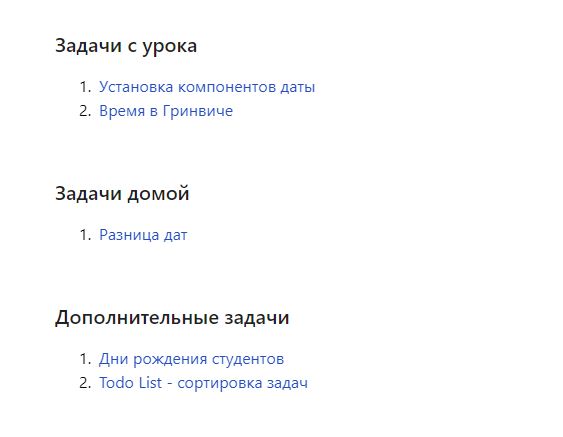 Задачи с урока
1. Установка компонентов даты
2. Время в Гринвиче
Задачи домой
1. Разница дат
Дополнительные задачи
1. Дни рождения студентов
2. Todo List - сортировка задач